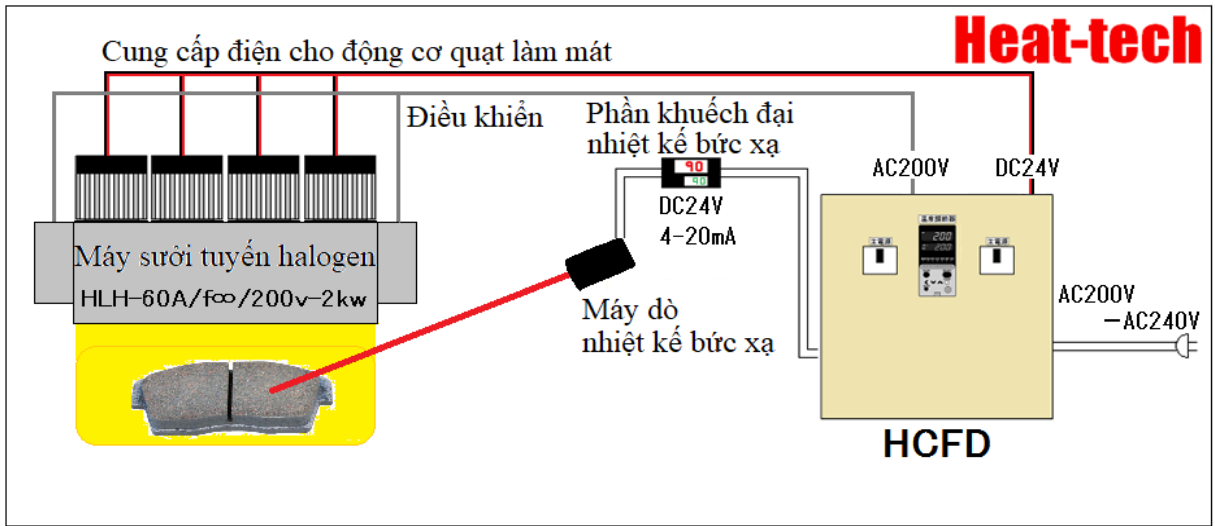 Heat-tech
Cung cấp điện cho động cơ quạt làm mát
Điều khiển
Phần khuếch đại
nhiệt kế bức xạ
90
90
DC24V
4-20mA
AC200V
DC24V
Máy sưởi tuyến halogen
HLH-60A/f∞/200v-2kw
Máy dò
nhiệt kế bức xạ
200
200
AC200V
-AC240V
HCFD